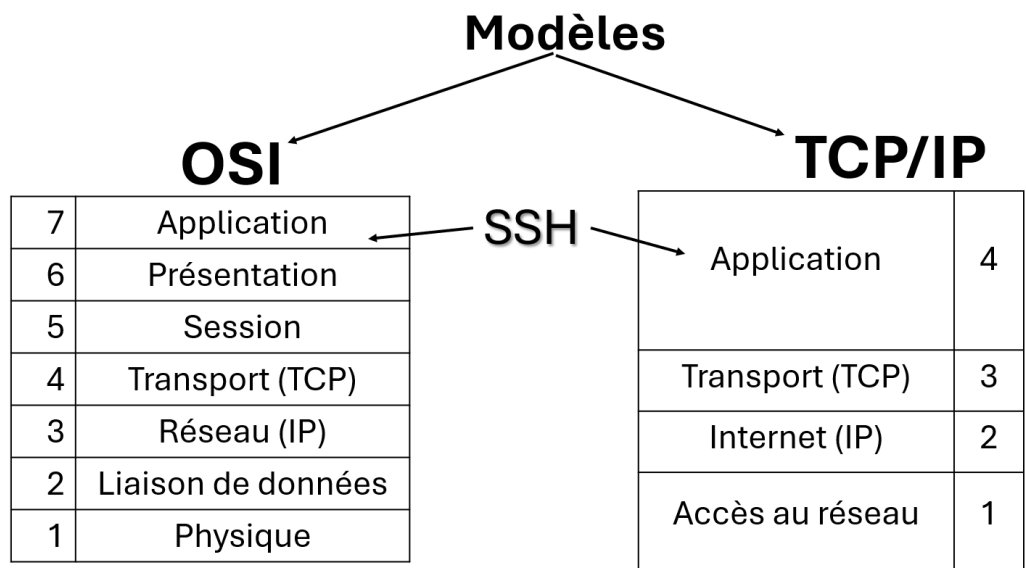 Modèles
OSI
TCP/IP
SSH
7 Application
6 Présentation
5 Session
4 Transport (TCP)
3 Réseau (IP)
2 Liaison de données
1 Physique
Application 4
Transport (TCP) 3
Internet (IP) 2
Accès au réseau 1